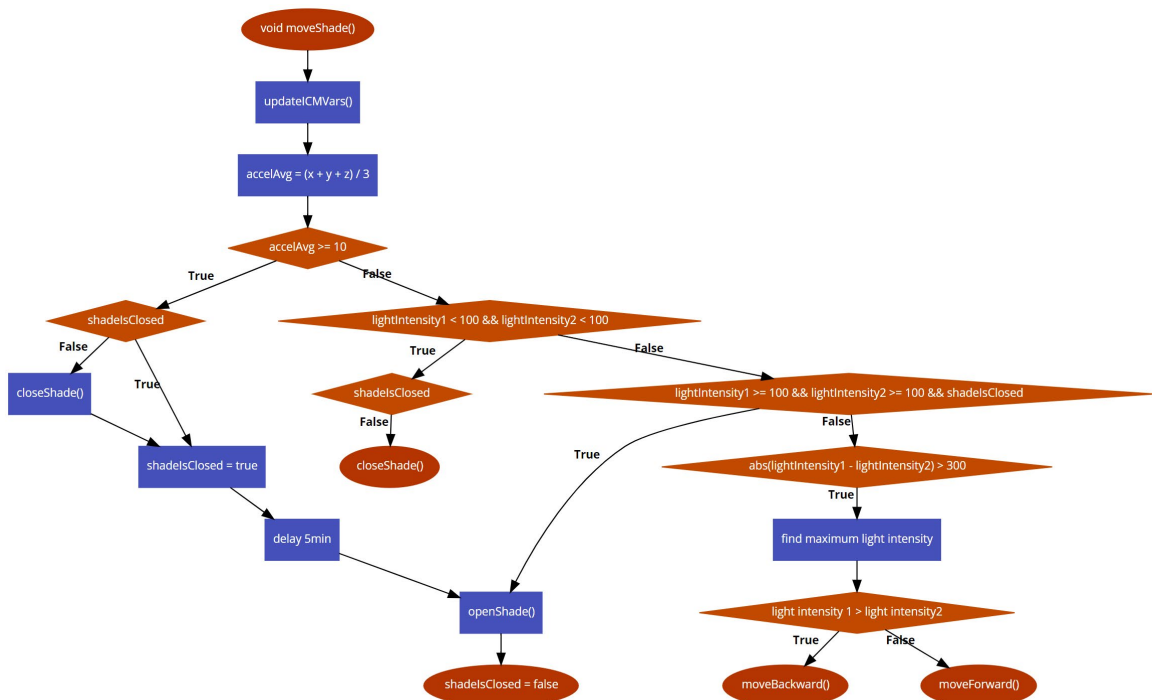 void moveShade()
updateICMVars()
accelAvg = (x + y + z) / 3
accelAvg >= 10
True
False
shadeIsClosed
lightIntensity1 < 100 && lightIntensity2 < 100
False
True
True
False
closeShade()
shadeIsClosed
lightIntensity1 >= 100 && lightIntensity2 >= 100 && shadeIsClosed
False
True
False
shadeIsClosed = true
closeShade()
abs(lightIntensity1 - lightIntensity2) > 300
True
delay 5min
find maximum light intensity
openShade()
light intensity 1 > light intensity2
True
False
shadeIsClosed = false
moveBackward()
moveForward()